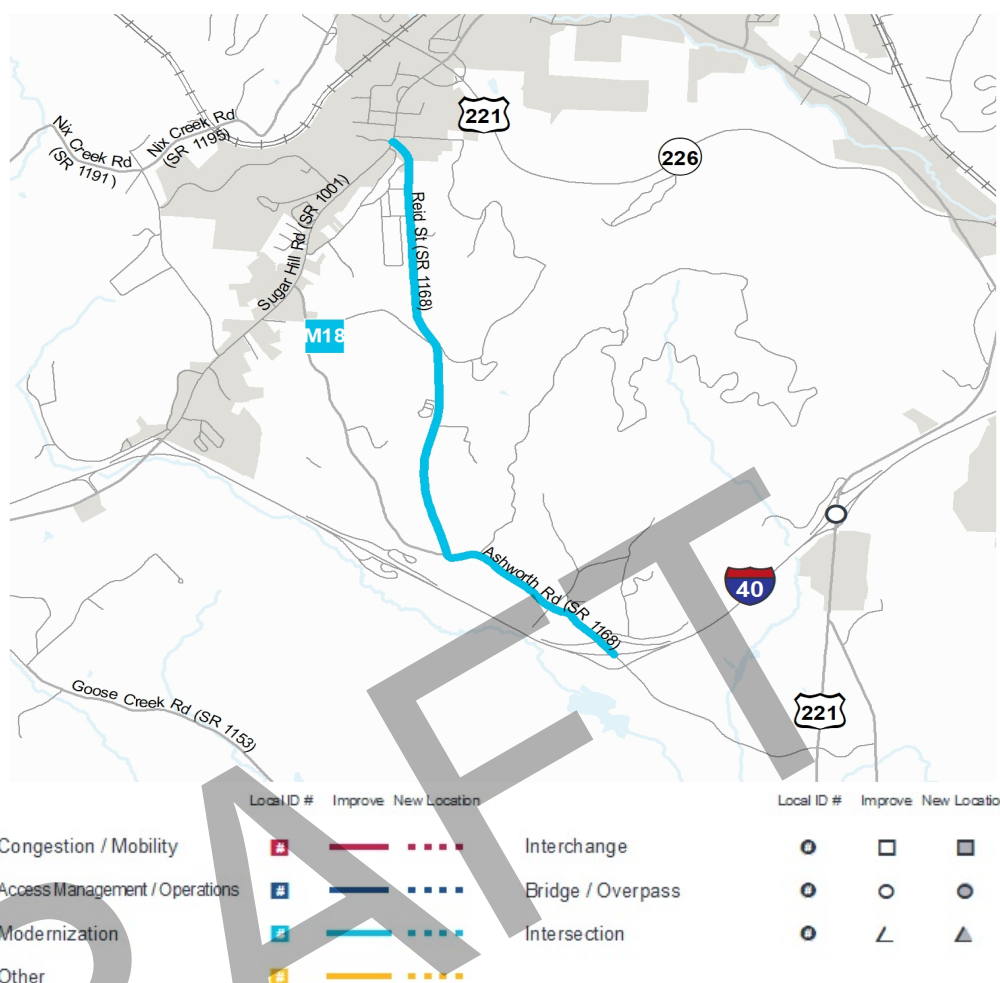 221
226
Nix Creek Rd
(SR 1191)
Nix Creek Rd
(SR 1195)
Sugar Hill Rd (SR 1001)
Reid St (SR 1168)
M18
Ashworth Rd (SR 1168)
40
221
Goose Creek Rd (SR 1153)
DRAFT
Local ID # Improve New Location
Congestion / Mobility #
Access Management / Operations #
Modernization #
Other #
Local ID # Improve New Locatio
Interchange #
Bridge / Overpass #
Intersection #